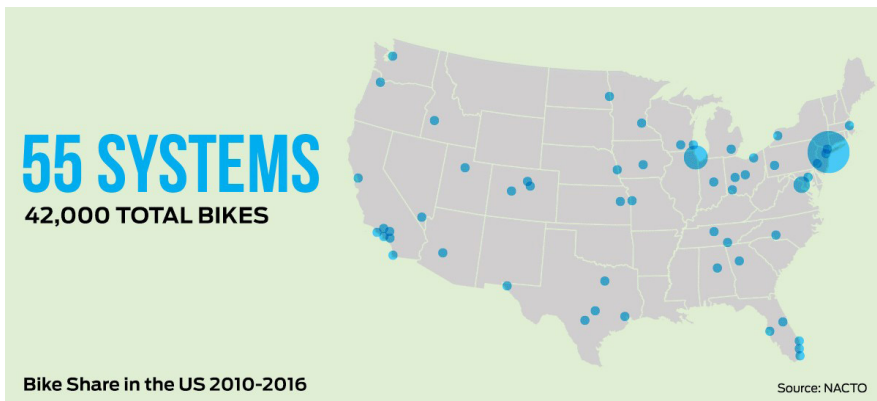 55 SYSTEMS
42,000 TOTAL BIKES
Bike Share in the US 2010-2016
Source: NACTO